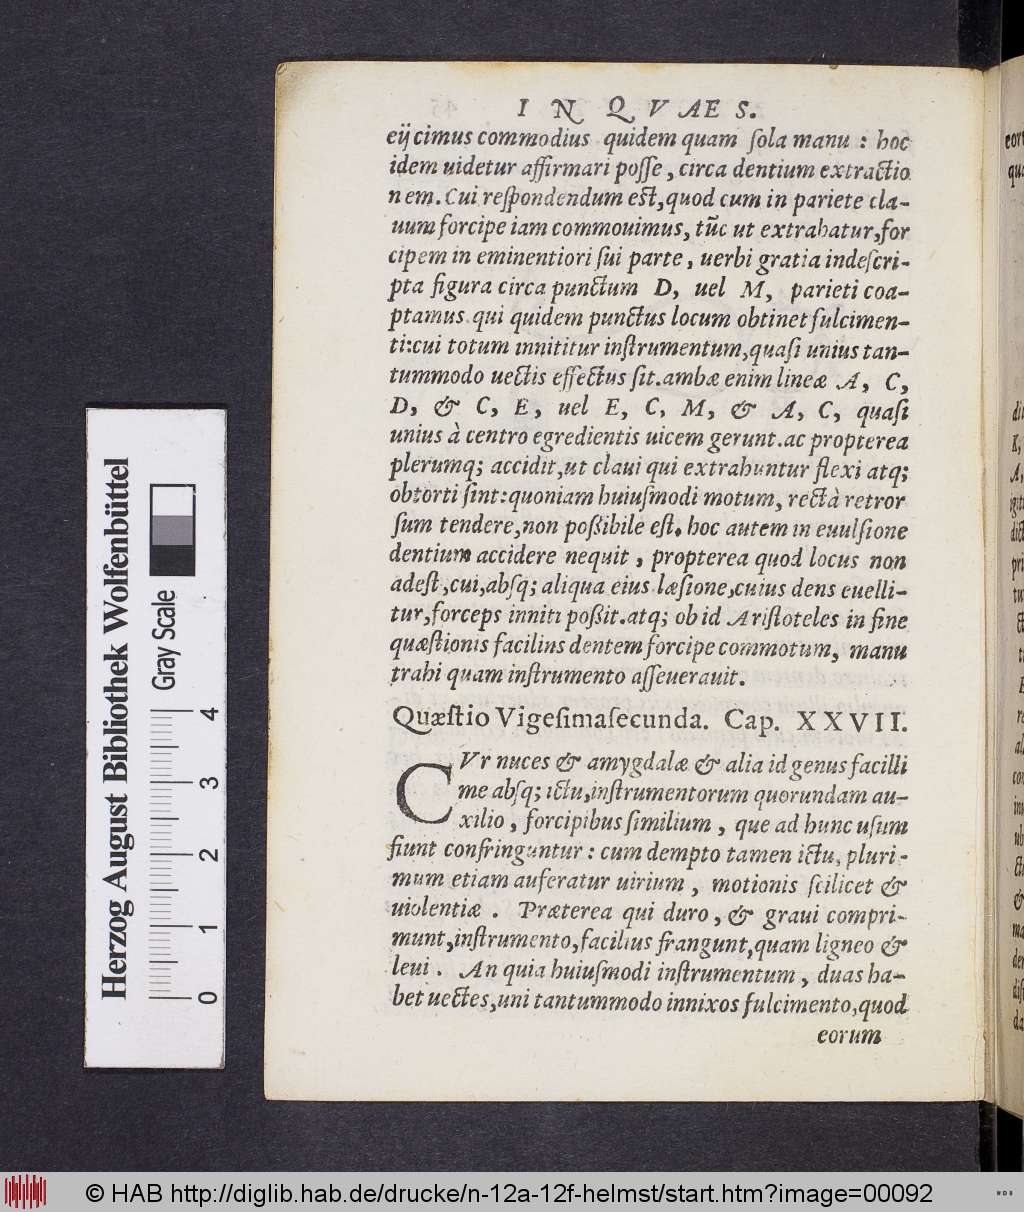 IN QVAES.
eijcimus commodius quidem quam ſola manu : hoc
idem uidetur affirmari poſſe, circa dentium extractio
nem. Cui reſpondendum eſt, quod cum in pariete cla-
uum forcipe iam commouimus, tūc ut extrahatur, for
cipem in eminentiori ſui parte, uerbi gratia indeſcri-
pta figura circa punctum D, uel M, parieti coa-
ptamus. qui quidem punctus locum obtinet fulcimen-
ti: cui totum innititur inſtrumentum, quaſi unius tan-
tummodo uectis effectus ſit. ambæ enim lineæ A, C,
D, & C, E, uel E, C, M, & A, C, quaſi
unius à centro egredientis uicem gerunt. ac propterea
plerumq; accidit, ut claui qui extrahuntur flexi atq;
obtorti ſint: quoniam huiuſmodi motum, rectà retror
ſum tendere, non poßibile eſt. hoc autem in euulſione
dentium accidere nequit, propterea quod locus non
adeſt, cui, abſq; aliqua eius læſione, cuius dens euelli-
tur, forceps inniti poßit. atq; ob id Ariſtoteles in fine
quæſtionis facilius dentem forcipe commotum, manu
trahi quam inſtrumento aſſeuerauit.
Quæſtio Vigeſimaſecunda. Cap. XXVII.
CVr nuces & amygdalæ & alia id genus facilli
me abſq; ictu, inſtrumentorum quorundam au-
xilio, forcipibus ſimilium, que ad hunc uſum
fiunt confringuntur: cum dempto tamen ictu, pluri-
mum etiam auferatur uirium, motionis ſcilicet &
uiolentiæ. Præterea qui duro, & graui compri-
munt, inſtrumento, facilius frangunt, quam ligneo &
leui. An quia huiuſmodi inſtrumentum, duas ha-
bet uectes, uni tantummodo innixos fulcimento, quod
eorum
Herzog August Bibliothek Wolfenbüttel
Gray Scale
0 1 2 3 4
© HAB http://diglib.hab.de/drucke/n-12a-12f-helmst/start.htm?image=00092